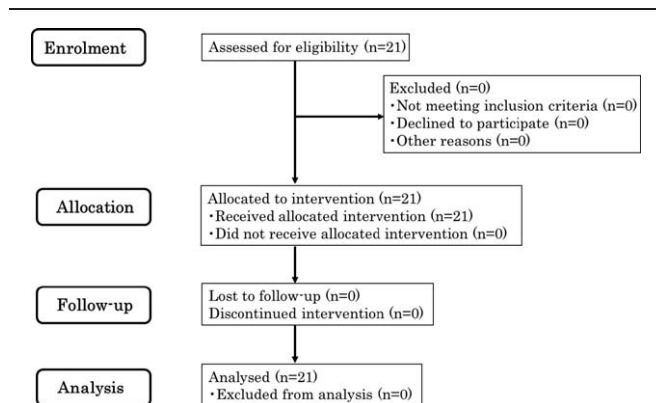 Enrolment
Assessed for eligibility (n=21)
Excluded (n=0)
・Not meeting inclusion criteria (n=0)
・Declined to participate (n=0)
・Other reasons (n=0)
Allocation
Allocated to intervention (n=21)
・Received allocated intervention (n=21)
・Did not receive allocated intervention (n=0)
Follow-up
Lost to follow-up (n=0)
Discontinued intervention (n=0)
Analysis
Analysed (n=21)
・Excluded from analysis (n=0)